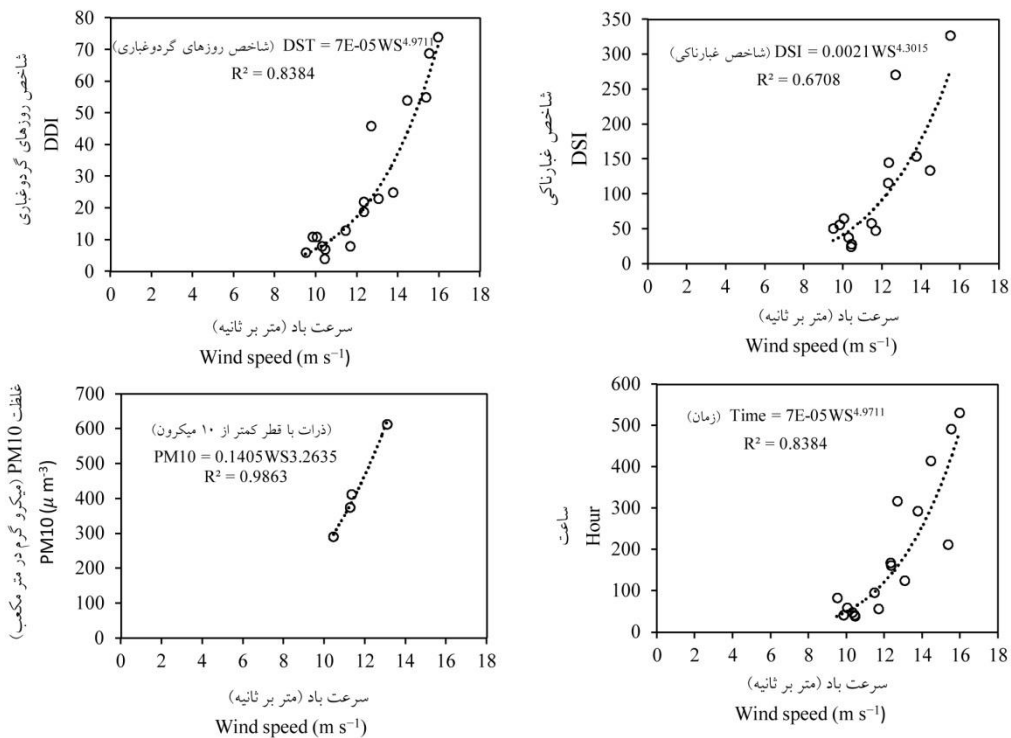 شاخص روزهای گردوغباری
DDI
80
70
60
50
40
30
20
10
0
(شاخص روزهای گردوغباری) DST = 7E-05WS^4.9711
R² = 0.8384
0 2 4 6 8 10 12 14 16 18
سرعت باد (متر بر ثانیه)
Wind speed (m s⁻¹)
شاخص غبارناکی
DSI
350
300
250
200
150
100
50
0
(شاخص غبارناکی) DSI = 0.0021WS^4.3015
R² = 0.6708
0 2 4 6 8 10 12 14 16 18
سرعت باد (متر بر ثانیه)
Wind speed (m s⁻¹)
غلظت PM10 (میکرو گرم در متر مکعب)
PM10 (μ m⁻³)
700
600
500
400
300
200
100
0
(ذرات با قطر کمتر از ۱۰ میکرون)
PM10 = 0.1405WS3.2635
R² = 0.9863
0 2 4 6 8 10 12 14 16 18
سرعت باد (متر بر ثانیه)
Wind speed (m s⁻¹)
ساعت
Hour
600
500
400
300
200
100
0
(زمان) Time = 7E-05WS^4.9711
R² = 0.8384
0 2 4 6 8 10 12 14 16 18
سرعت باد (متر بر ثانیه)
Wind speed (m s⁻¹)